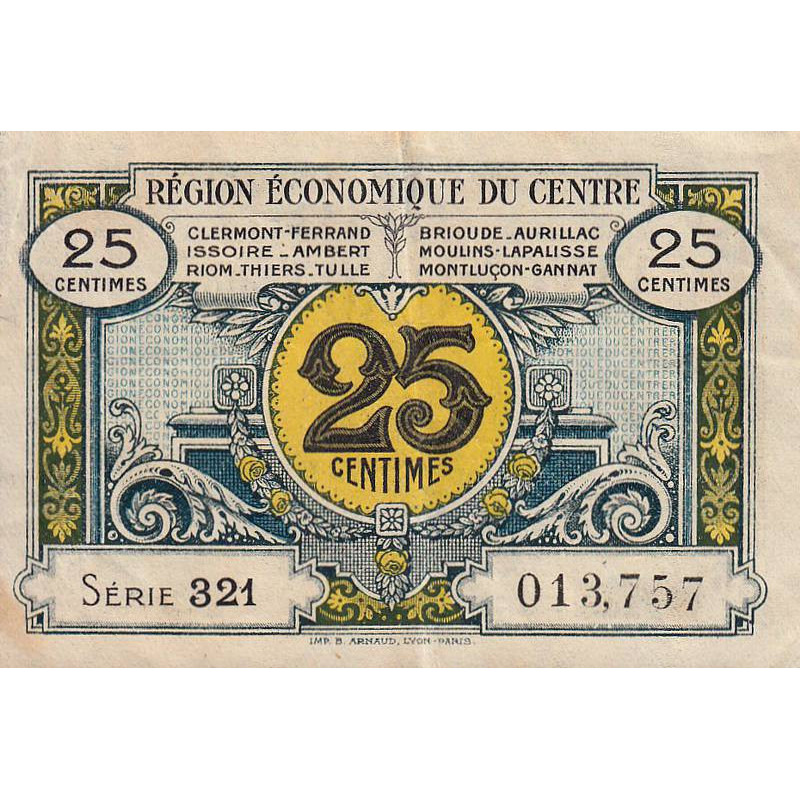 RÉGION ÉCONOMIQUE DU CENTRE
25 CENTIMES
CLERMONT-FERRAND
ISSOIRE-AMBERT
RIOM-THIERS-TULLE
BRIOUDE-AURILLAC
MOULINS-LAPALISSE
MONTLUÇON-GANNAT
25 CENTIMES
25
CENTIMES
SÉRIE 321
013,757
IMP. B. ARNAUD, LYON-PARIS.